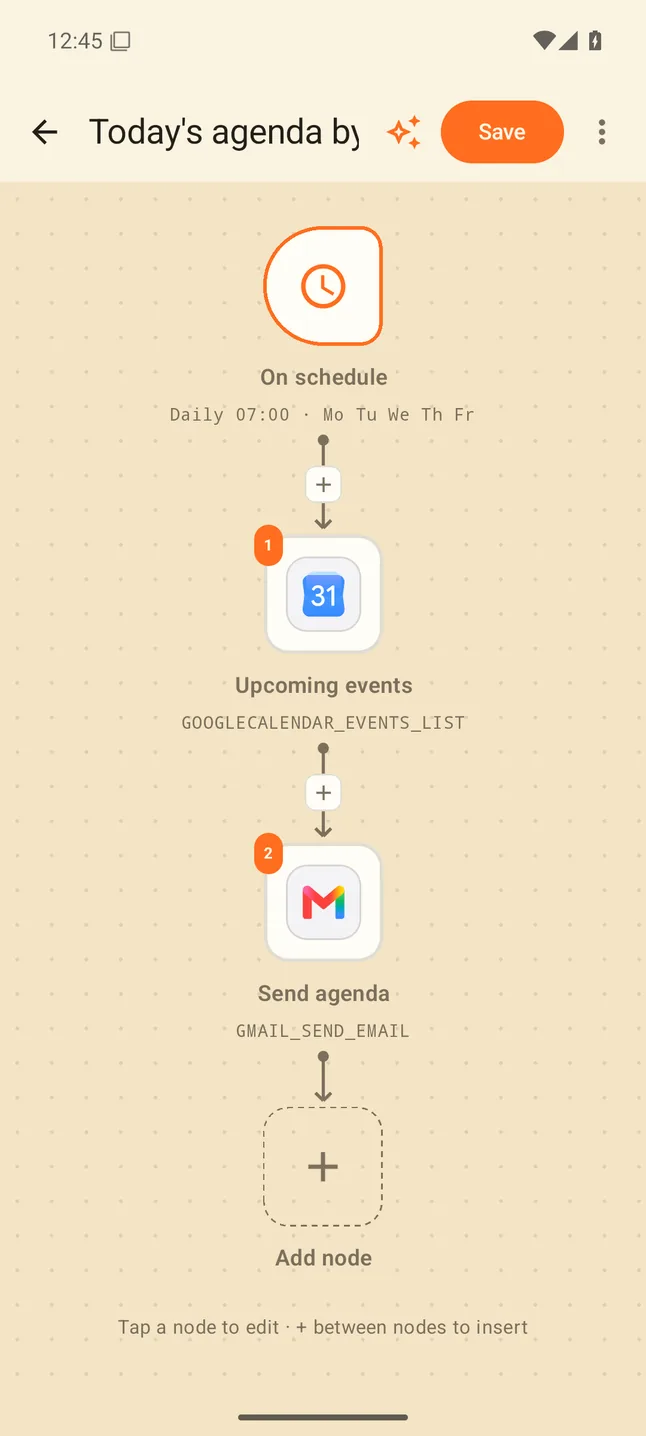 12:45
Today's agenda by
Save
On schedule
Daily 07:00 · Mo Tu We Th Fr
1
31
Upcoming events
GOOGLECALENDAR_EVENTS_LIST
2
Send agenda
GMAIL_SEND_EMAIL
Add node
Tap a node to edit · + between nodes to insert